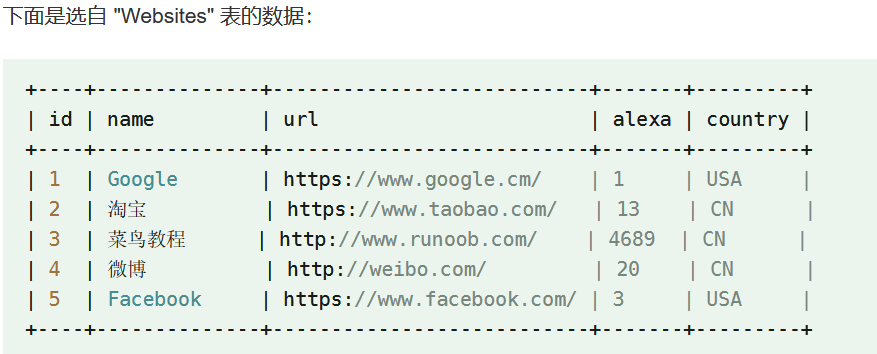 下面是选自 "Websites" 表的数据：
+----+--------------+---------------------------+-------+---------+
| id | name         | url                       | alexa | country |
+----+--------------+---------------------------+-------+---------+
| 1  | Google       | https://www.google.cm/    | 1     | USA     |
| 2  | 淘宝          | https://www.taobao.com/   | 13    | CN      |
| 3  | 菜鸟教程      | http://www.runoob.com/    | 4689  | CN      |
| 4  | 微博          | http://weibo.com/         | 20    | CN      |
| 5  | Facebook     | https://www.facebook.com/ | 3     | USA     |
+----+--------------+---------------------------+-------+---------+